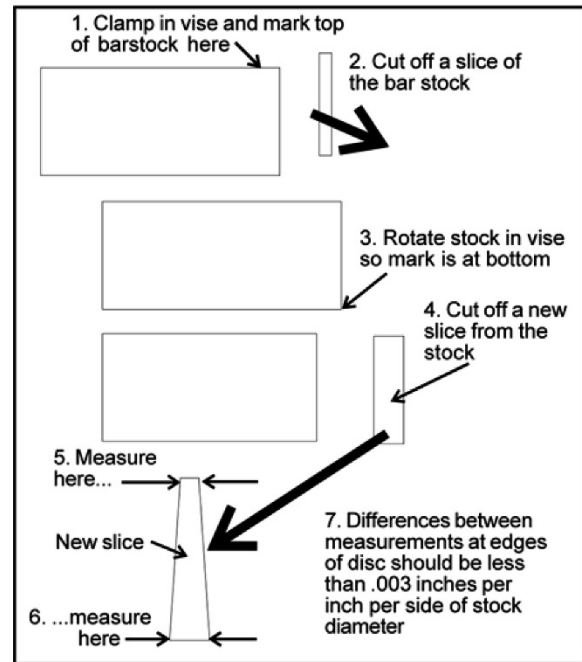 1. Clamp in vise and mark top
of barstock here
2. Cut off a slice of
the bar stock
3. Rotate stock in vise
so mark is at bottom
4. Cut off a new
slice from the
stock
5. Measure
here...
New slice
6. ...measure
here
7. Differences between
measurements at edges
of disc should be less
than .003 inches per
inch per side of stock
diameter